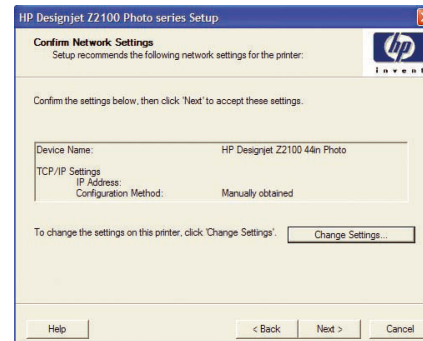 HP Designjet Z2100 Photo series Setup
Confirm Network Settings
Setup recommends the following network settings for the printer:
hp
invent
Confirm the settings below, then click 'Next' to accept these settings.
Device Name: HP Designjet Z2100 44in Photo
TCP/IP Settings
IP Address:
Configuration Method: Manually obtained
To change the settings on this printer, click 'Change Settings'. Change Settings...
Help < Back Next > Cancel